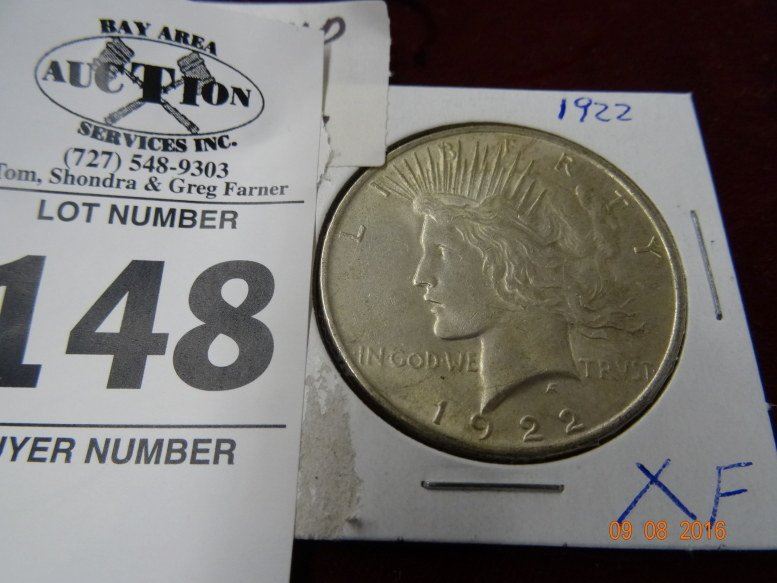 BAY AREA
AUCTION
SERVICES INC.
(727) 548-9303
Tom, Shondra & Greg Farner
LOT NUMBER
148
UYER NUMBER
1922
LIBERTY
IN GOD WE TRVST
1922
XF
09 08 2016